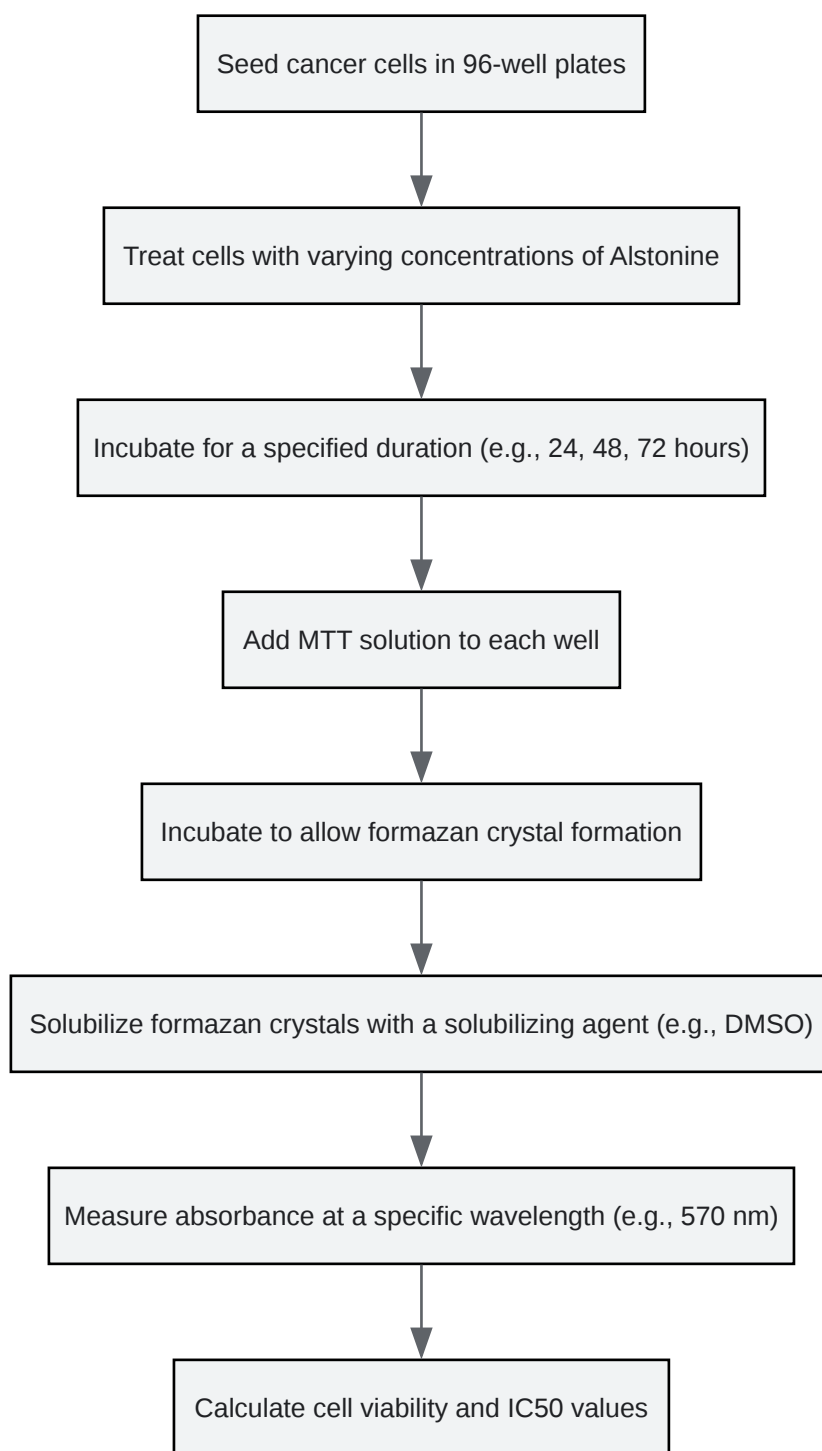 Seed cancer cells in 96-well plates
Treat cells with varying concentrations of Alstonine
Incubate for a specified duration (e.g., 24, 48, 72 hours)
Add MTT solution to each well
Incubate to allow formazan crystal formation
Solubilize formazan crystals with a solubilizing agent (e.g., DMSO)
Measure absorbance at a specific wavelength (e.g., 570 nm)
Calculate cell viability and IC50 values